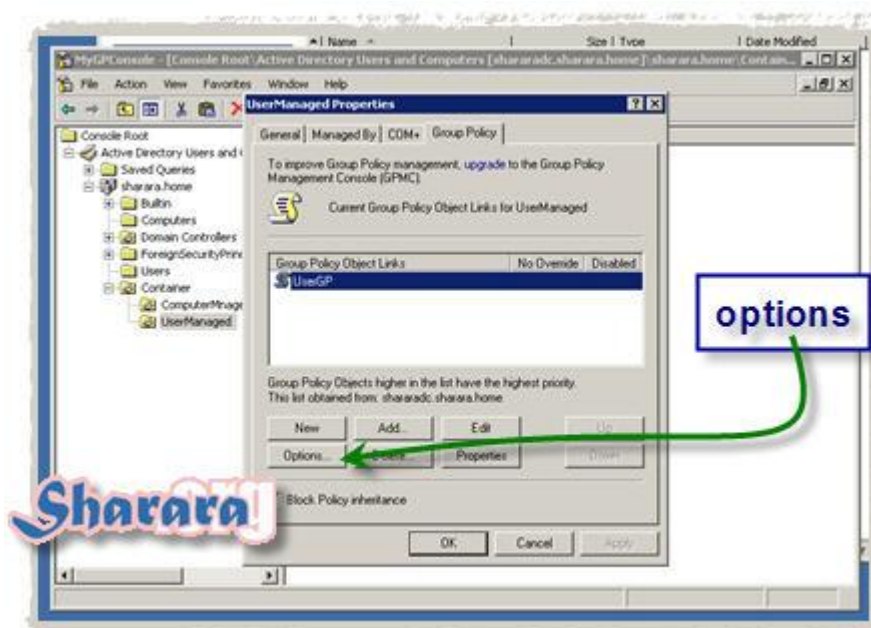 Name
Size
Type
Date Modified
MyGPConsole - [Console Root\Active Directory Users and Computers [shararadc.sharara.home]\sharara.home\Contain...
File Action View Favorites Window Help
UserManaged Properties
Console Root
Active Directory Users and
Saved Queries
sharara.home
Builtin
Computers
Domain Controllers
ForeignSecurityPrin
Users
Container
ComputerMnage
UserManaged
General Managed By COM+ Group Policy
To improve Group Policy management, upgrade to the Group Policy
Management Console (GPMC).
Current Group Policy Object Links for UserManaged
Group Policy Object Links No Override Disabled
UserGP
Group Policy Objects higher in the list have the highest priority.
This list obtained from: shararadc.sharara.home
New Add... Edit Up
Options... Delete... Properties Down
Block Policy inheritance
OK Cancel Apply
options
Sharara
.org